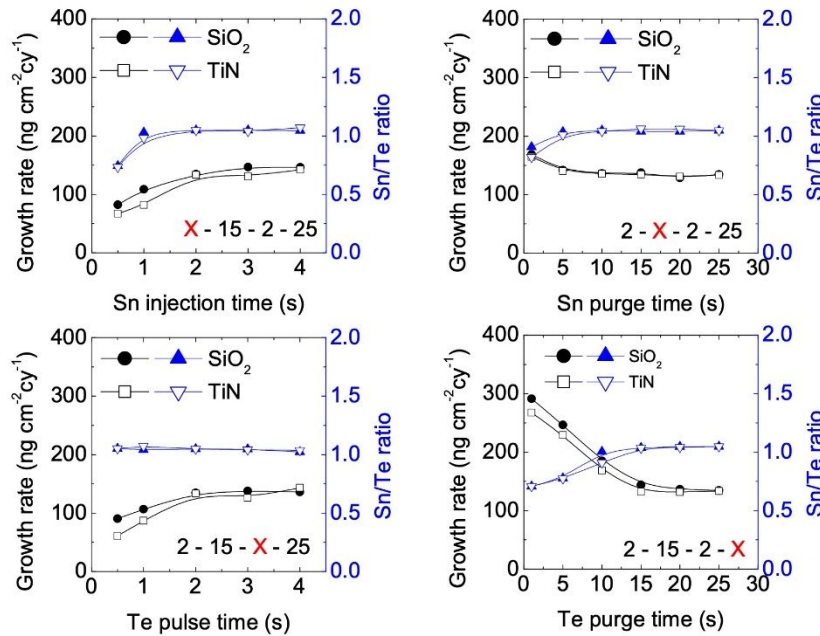 Growth rate (ng cm⁻²cy⁻¹)
400
300
200
100
0
SiO₂
TiN
X - 15 - 2 - 25
0 1 2 3 4
Sn injection time (s)
2.0
1.5
1.0
0.5
0.0
Sn/Te ratio
Growth rate (ng cm⁻²cy⁻¹)
400
300
200
100
0
SiO₂
TiN
2 - X - 2 - 25
0 5 10 15 20 25 30
Sn purge time (s)
2.0
1.5
1.0
0.5
0.0
Sn/Te ratio
Growth rate (ng cm⁻²cy⁻¹)
400
300
200
100
0
SiO₂
TiN
2 - 15 - X - 25
0 1 2 3 4
Te pulse time (s)
2.0
1.5
1.0
0.5
0.0
Sn/Te ratio
Growth rate (ng cm⁻²cy⁻¹)
400
300
200
100
0
SiO₂
TiN
2 - 15 - 2 - X
0 5 10 15 20 25 30
Te purge time (s)
2.0
1.5
1.0
0.5
0.0
Sn/Te ratio